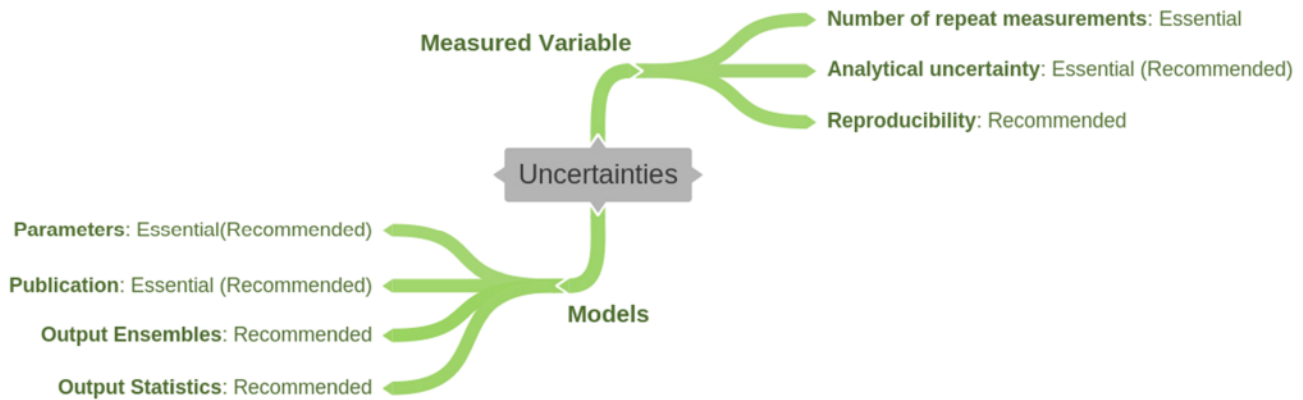 Measured Variable
Number of repeat measurements: Essential
Analytical uncertainty: Essential (Recommended)
Reproducibility: Recommended
Uncertainties
Parameters: Essential(Recommended)
Publication: Essential (Recommended)
Output Ensembles: Recommended
Output Statistics: Recommended
Models